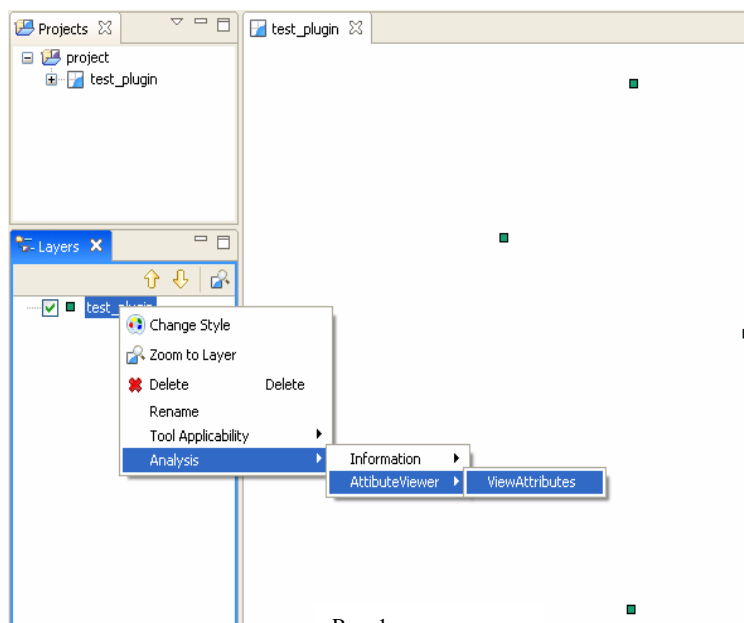 Projects
test_plugin
project
test_plugin
Layers
test_plugin
Change Style
Zoom to Layer
Delete Delete
Rename
Tool Applicability
Analysis
Information
AttibuteViewer
ViewAttributes